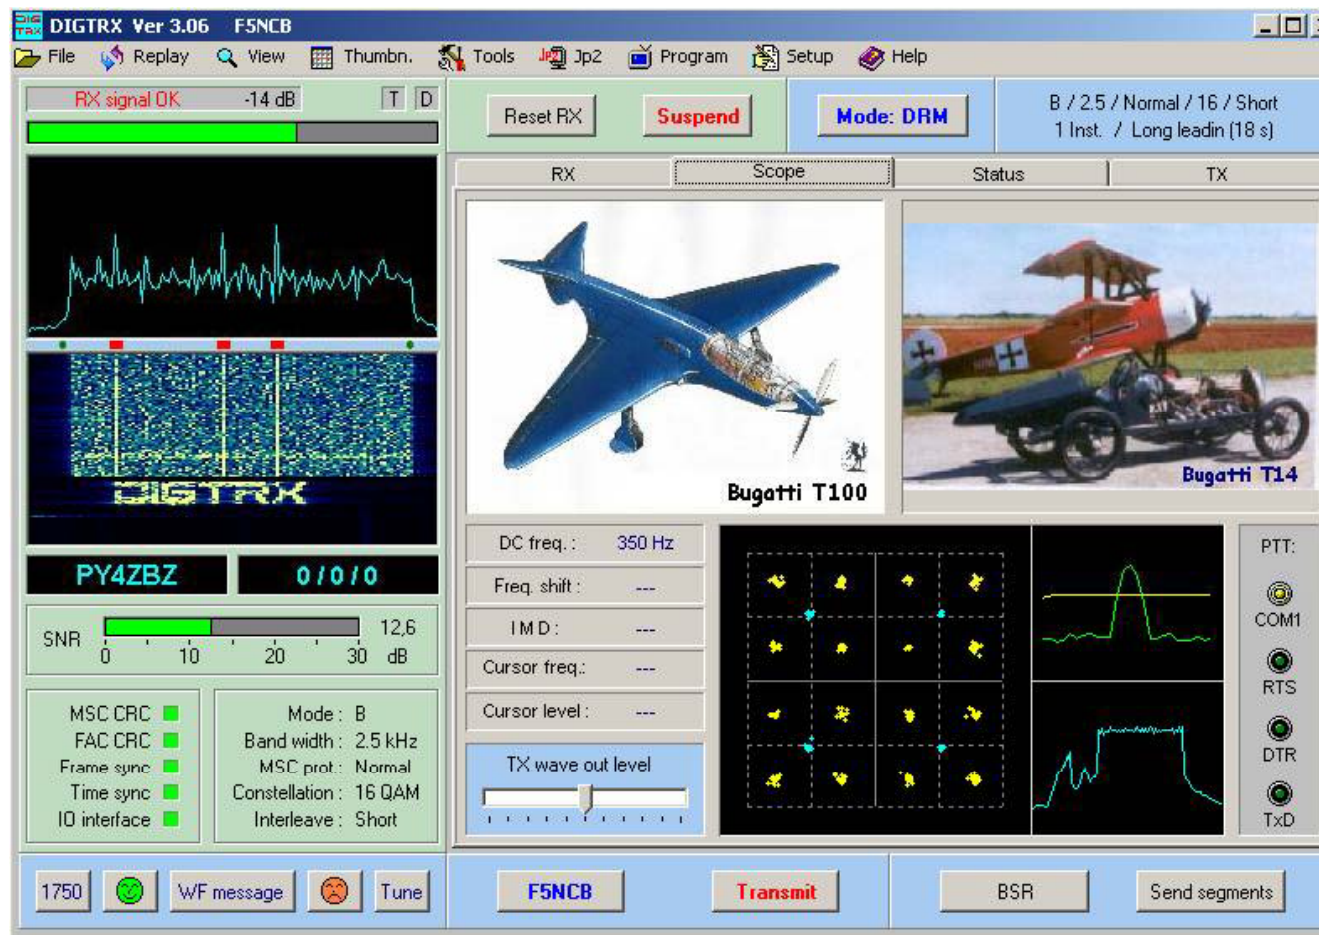 DIG
TRX
DIGTRX Ver 3.06 F5NCB
File Replay View Thumbn. Tools Jp2 Program Setup Help
RX signal OK -14 dB T D
Reset RX Suspend Mode: DRM
B / 2.5 / Normal / 16 / Short
1 Inst. / Long leadin (18 s)
RX Scope Status TX
Bugatti T100
Bugatti T14
DIGTRX
PY4ZBZ 0 / 0 / 0
SNR 12,6
0 10 20 30 dB
MSC CRC
FAC CRC
Frame sync
Time sync
IO interface
Mode : B
Band width : 2.5 kHz
MSC prot.: Normal
Constellation : 16 QAM
Interleave : Short
DC freq. : 350 Hz
Freq. shift : ---
I M D : ---
Cursor freq.: ---
Cursor level : ---
TX wave out level
PTT:
COM1
RTS
DTR
TxD
1750 WF message Tune
F5NCB Transmit BSR Send segments